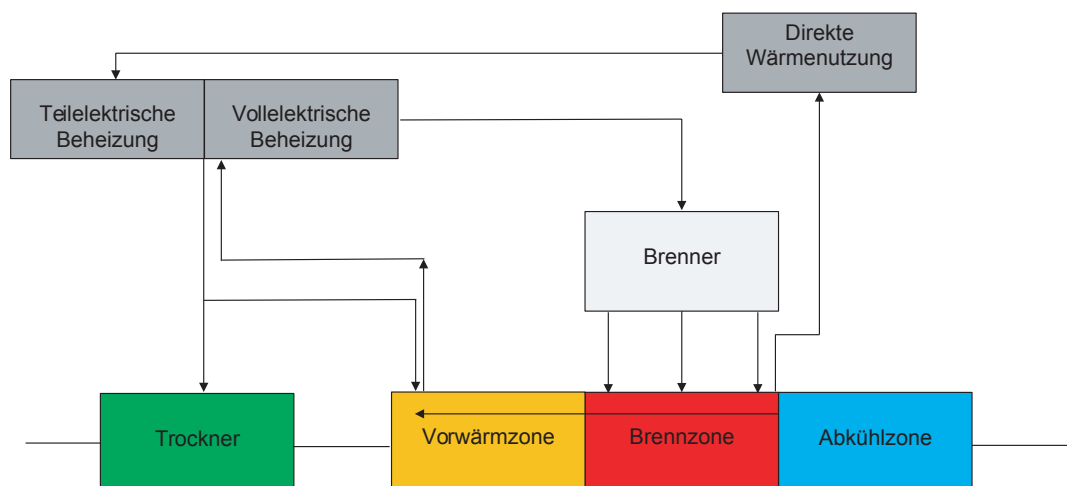 Direkte
Wärmenutzung
Teilelektrische
Beheizung
Vollelektrische
Beheizung
Brenner
Trockner
Vorwärmzone
Brennzone
Abkühlzone